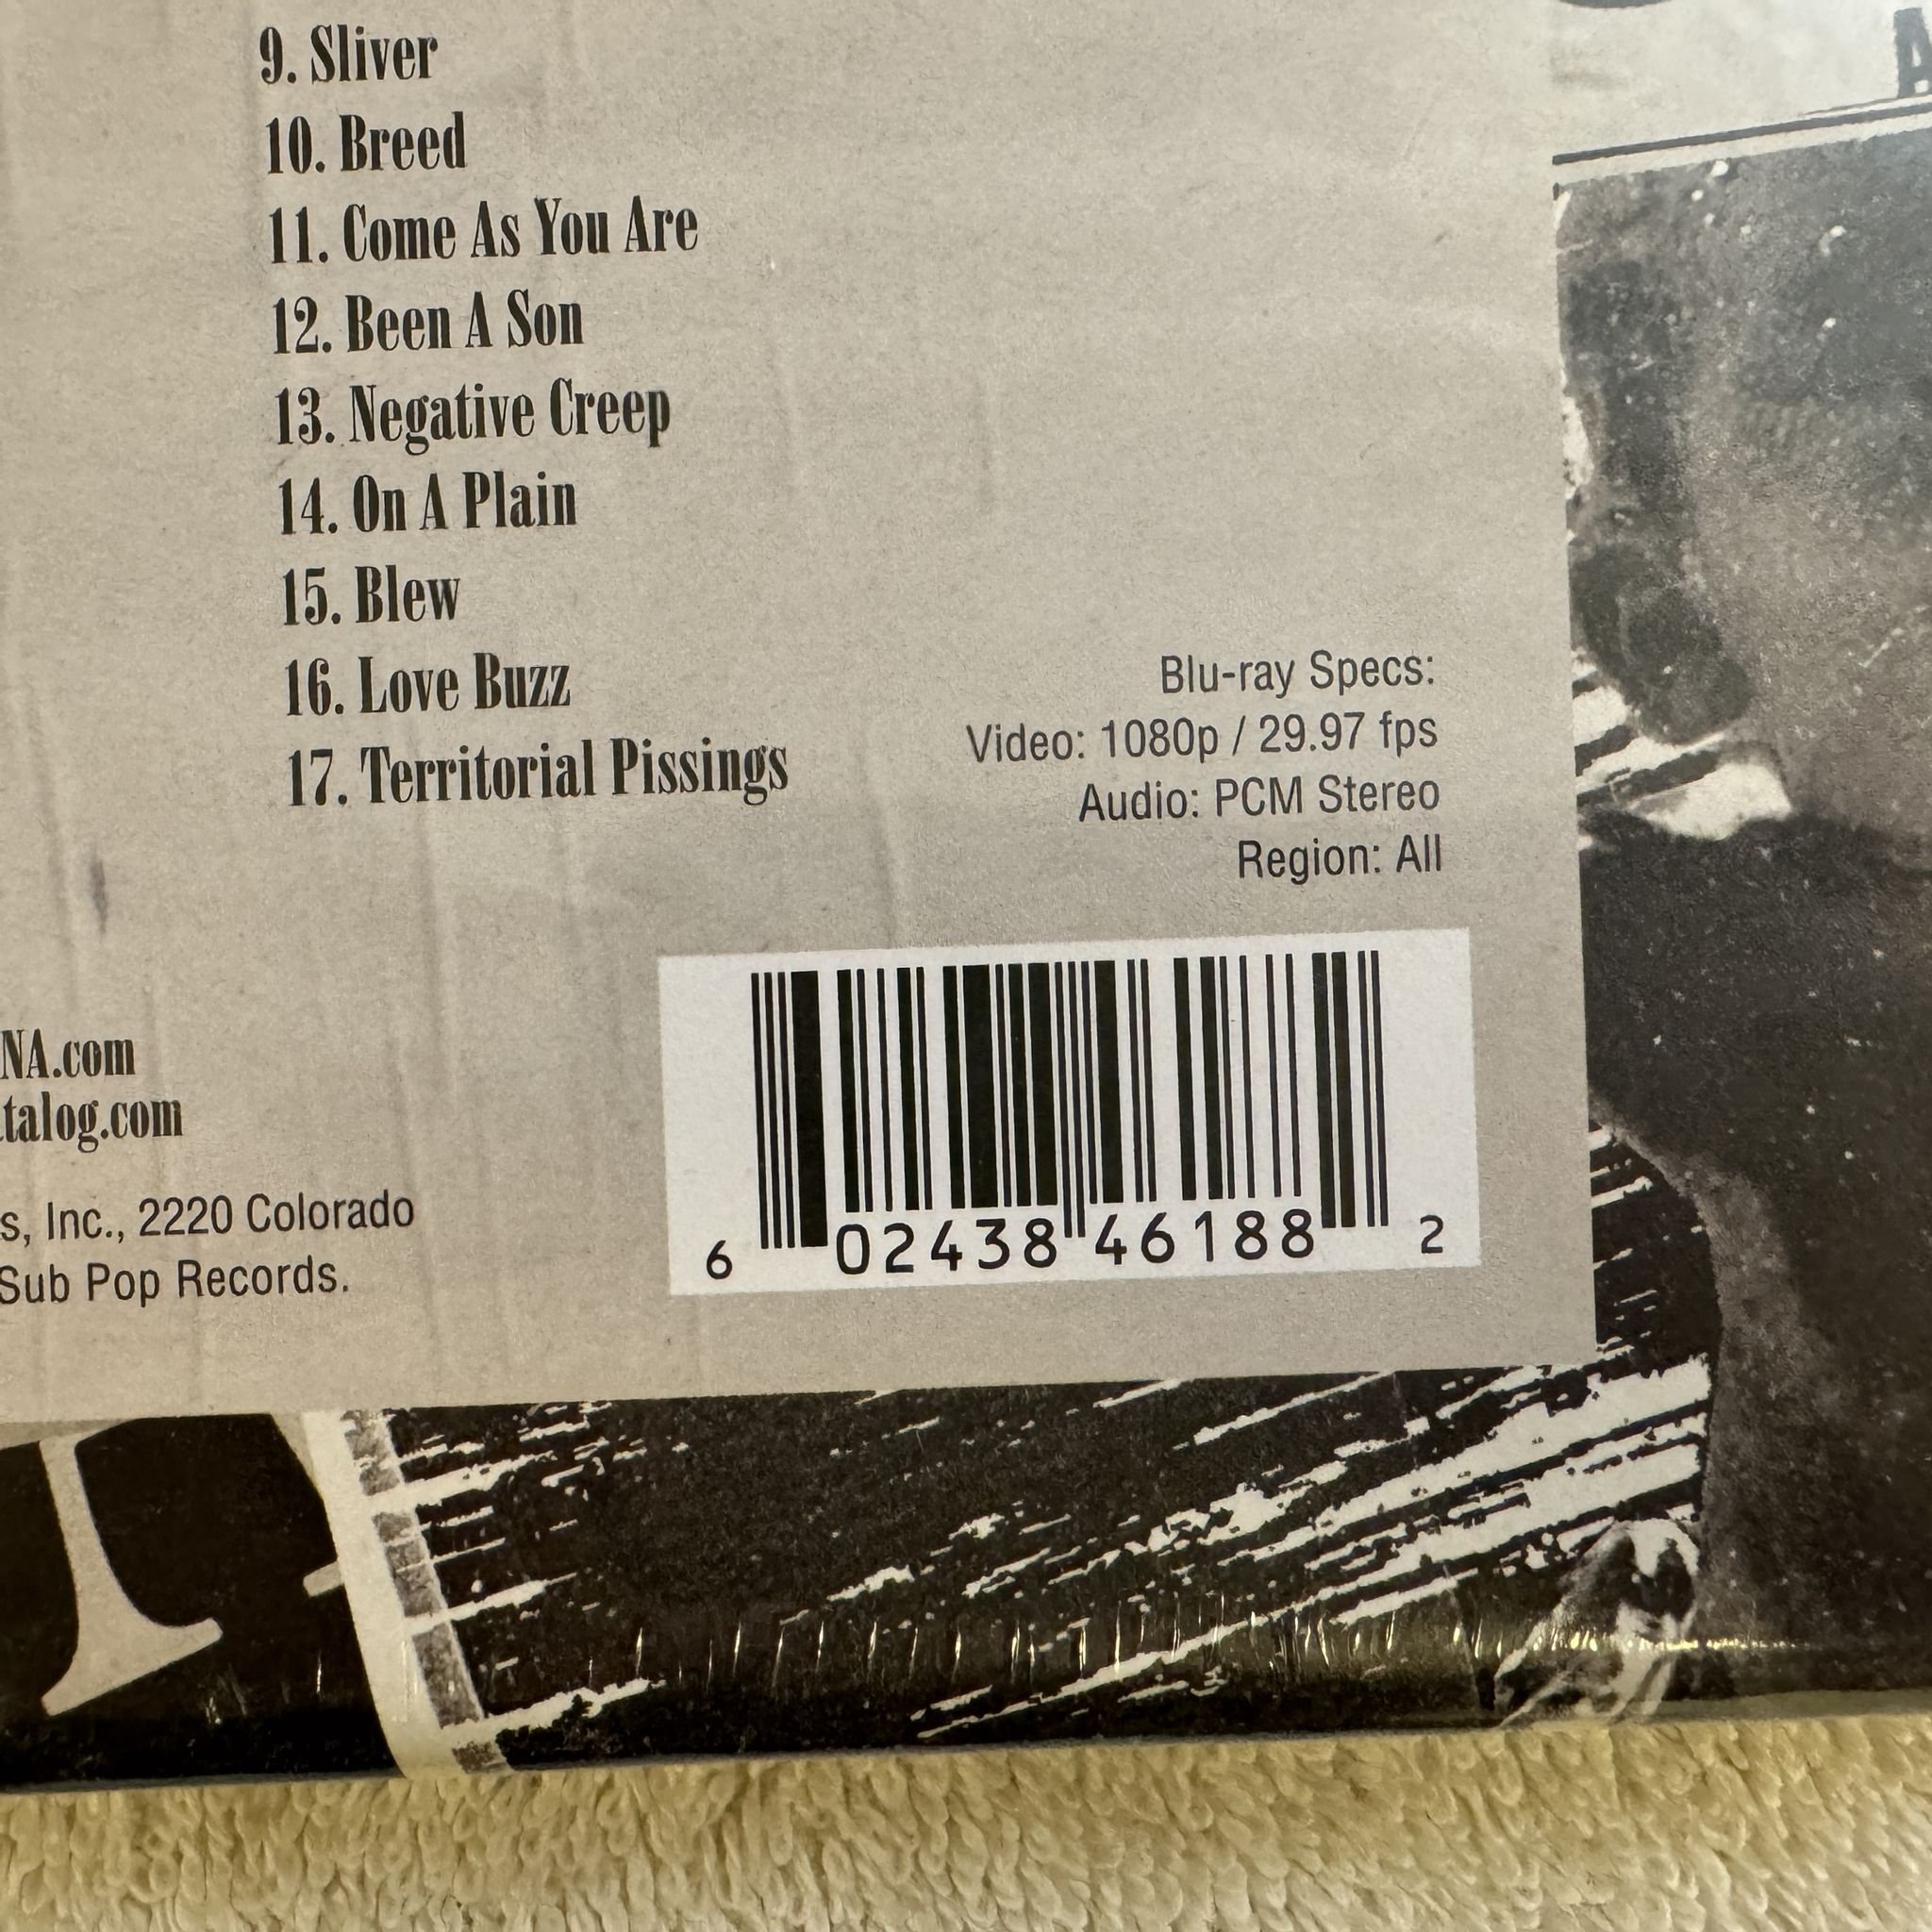 9. Sliver
10. Breed
11. Come As You Are
12. Been A Son
13. Negative Creep
14. On A Plain
15. Blew
16. Love Buzz
17. Territorial Pissings
Blu-ray Specs:
Video: 1080p / 29.97 fps
Audio: PCM Stereo
Region: All
NA.com
talog.com
s, Inc., 2220 Colorado
Sub Pop Records.
6 02438 46188 2